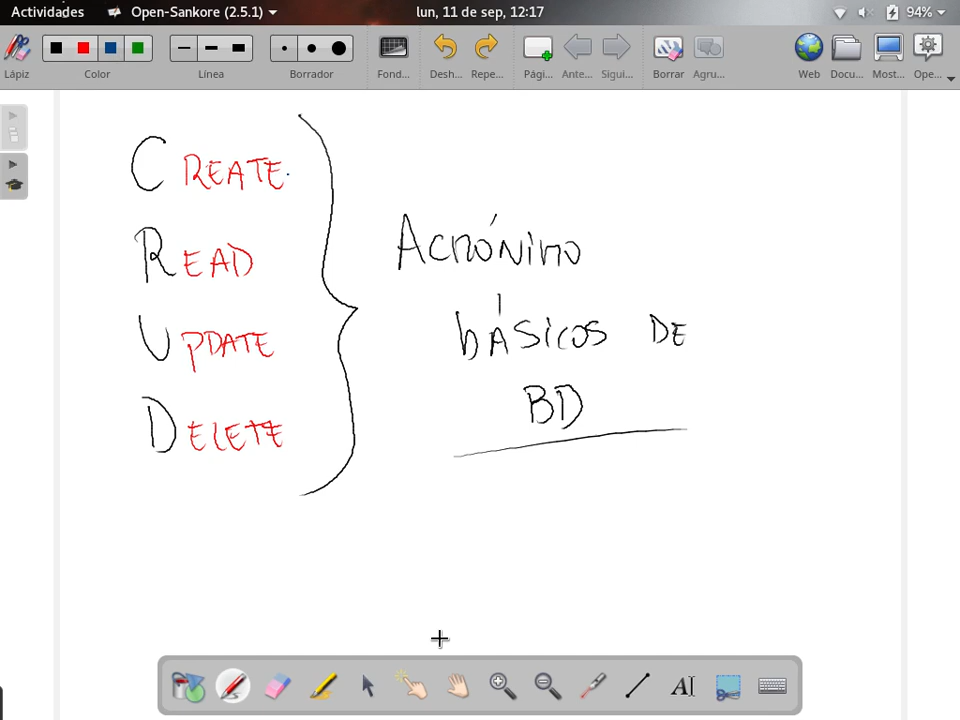 Actividades
Open-Sankore (2.5.1)
lun, 11 de sep, 12:17
94%
Lápiz
Color
Línea
Borrador
Fond...
Desh...
Repe...
Pági...
Ante...
Sigui...
Borrar
Agru...
Web
Docu...
Most...
Ope...
CREATE
READ
UPDATE
DELETE
Acrónimo
básicos DE
BD
AI